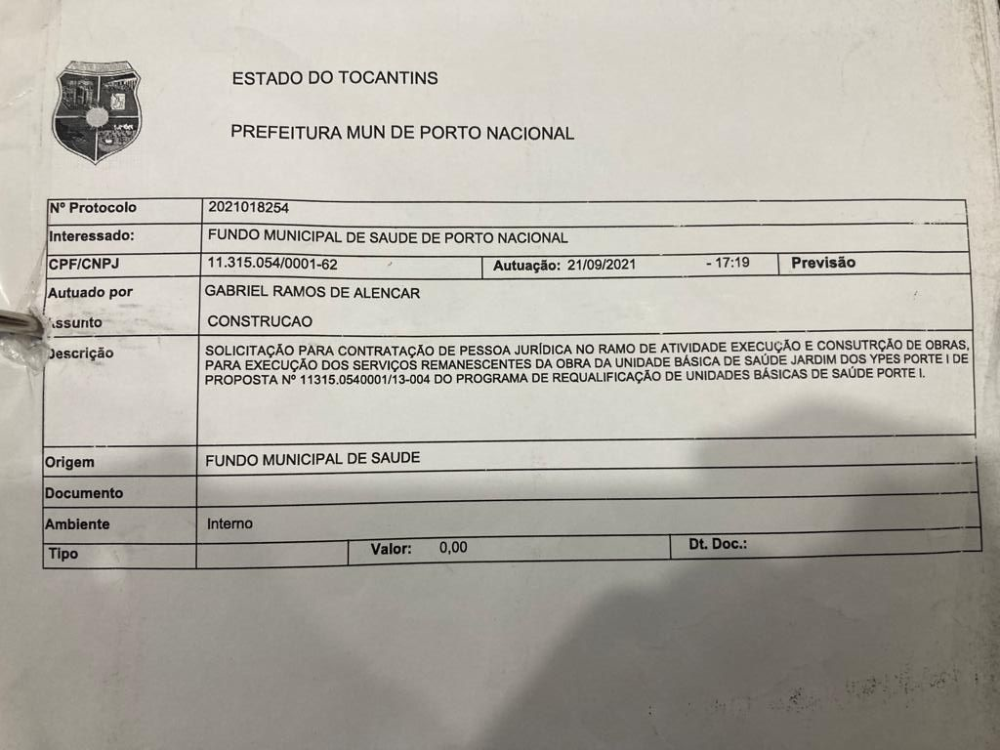 ESTADO DO TOCANTINS
PREFEITURA MUN DE PORTO NACIONAL
Nº Protocolo 2021018254
Interessado: FUNDO MUNICIPAL DE SAUDE DE PORTO NACIONAL
CPF/CNPJ 11.315.054/0001-62 Autuação: 21/09/2021 - 17:19 Previsão
Autuado por GABRIEL RAMOS DE ALENCAR
Assunto CONSTRUCAO
Descrição SOLICITAÇÃO PARA CONTRATAÇÃO DE PESSOA JURÍDICA NO RAMO DE ATIVIDADE EXECUÇÃO E CONSUTRÇÃO DE OBRAS,
PARA EXECUÇÃO DOS SERVIÇOS REMANESCENTES DA OBRA DA UNIDADE BÁSICA DE SAÚDE JARDIM DOS YPES PORTE I DE
PROPOSTA Nº 11315.0540001/13-004 DO PROGRAMA DE REQUALIFICAÇÃO DE UNIDADES BÁSICAS DE SAÚDE PORTE I.
Origem FUNDO MUNICIPAL DE SAUDE
Documento
Ambiente Interno
Tipo Valor: 0,00 Dt. Doc.: